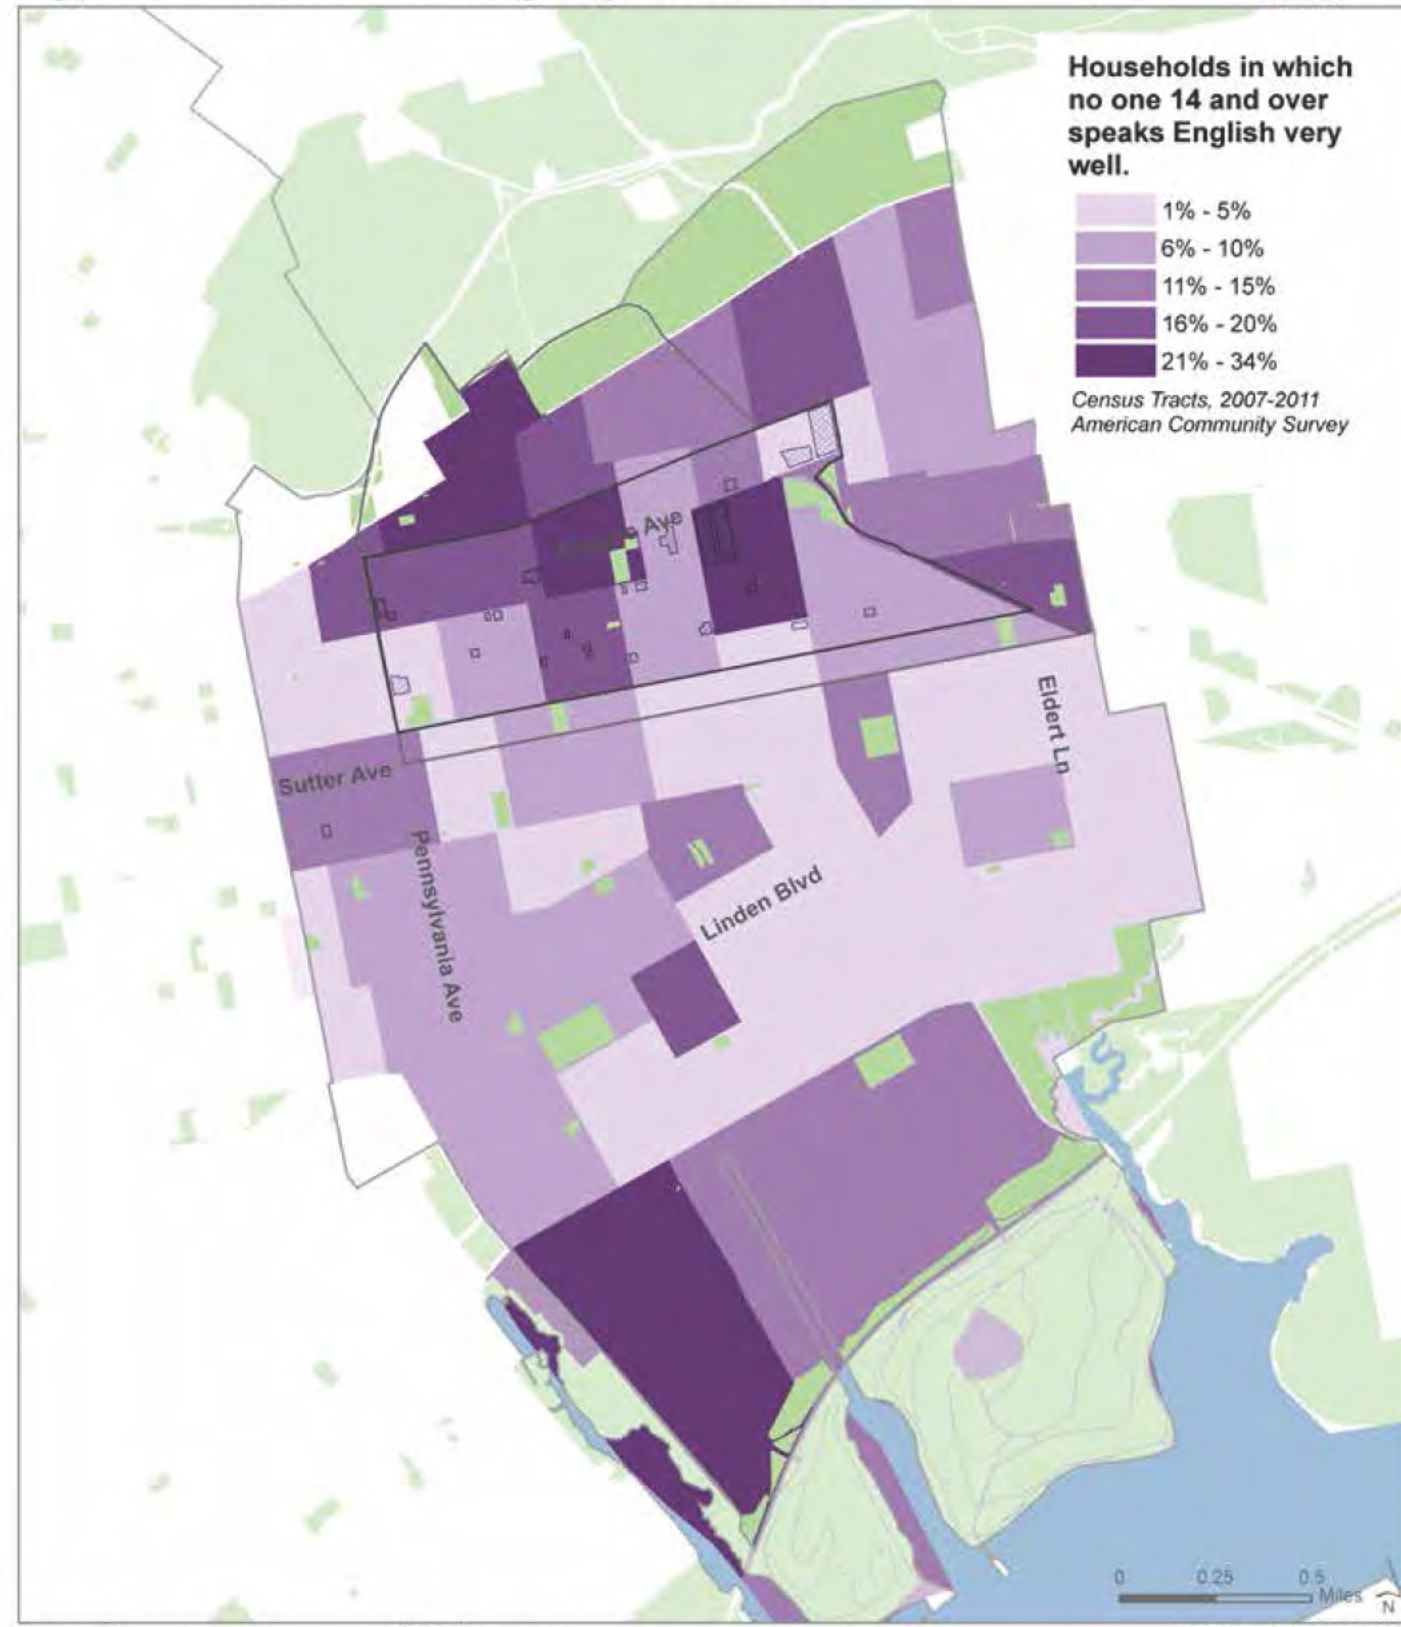 Households in which
no one 14 and over
speaks English very
well.
1% - 5%
6% - 10%
11% - 15%
16% - 20%
21% - 34%
Census Tracts, 2007-2011
American Community Survey
Ave
Eldert Ln
Sutter Ave
Pennsylvania Ave
Linden Blvd
0 0.25 0.5
Miles
N